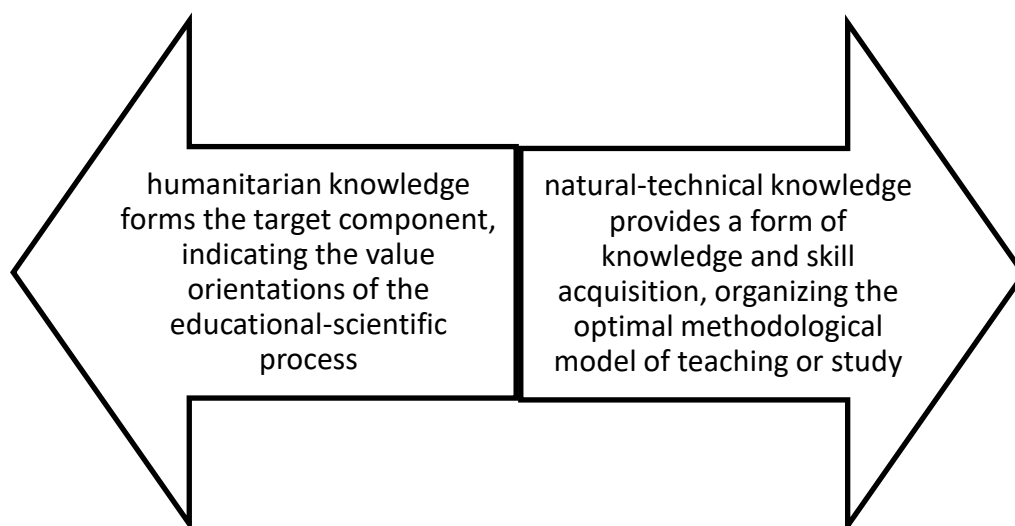 humanitarian knowledge
forms the target component,
indicating the value
orientations of the
educational-scientific
process
natural-technical knowledge
provides a form of
knowledge and skill
acquisition, organizing the
optimal methodological
model of teaching or study